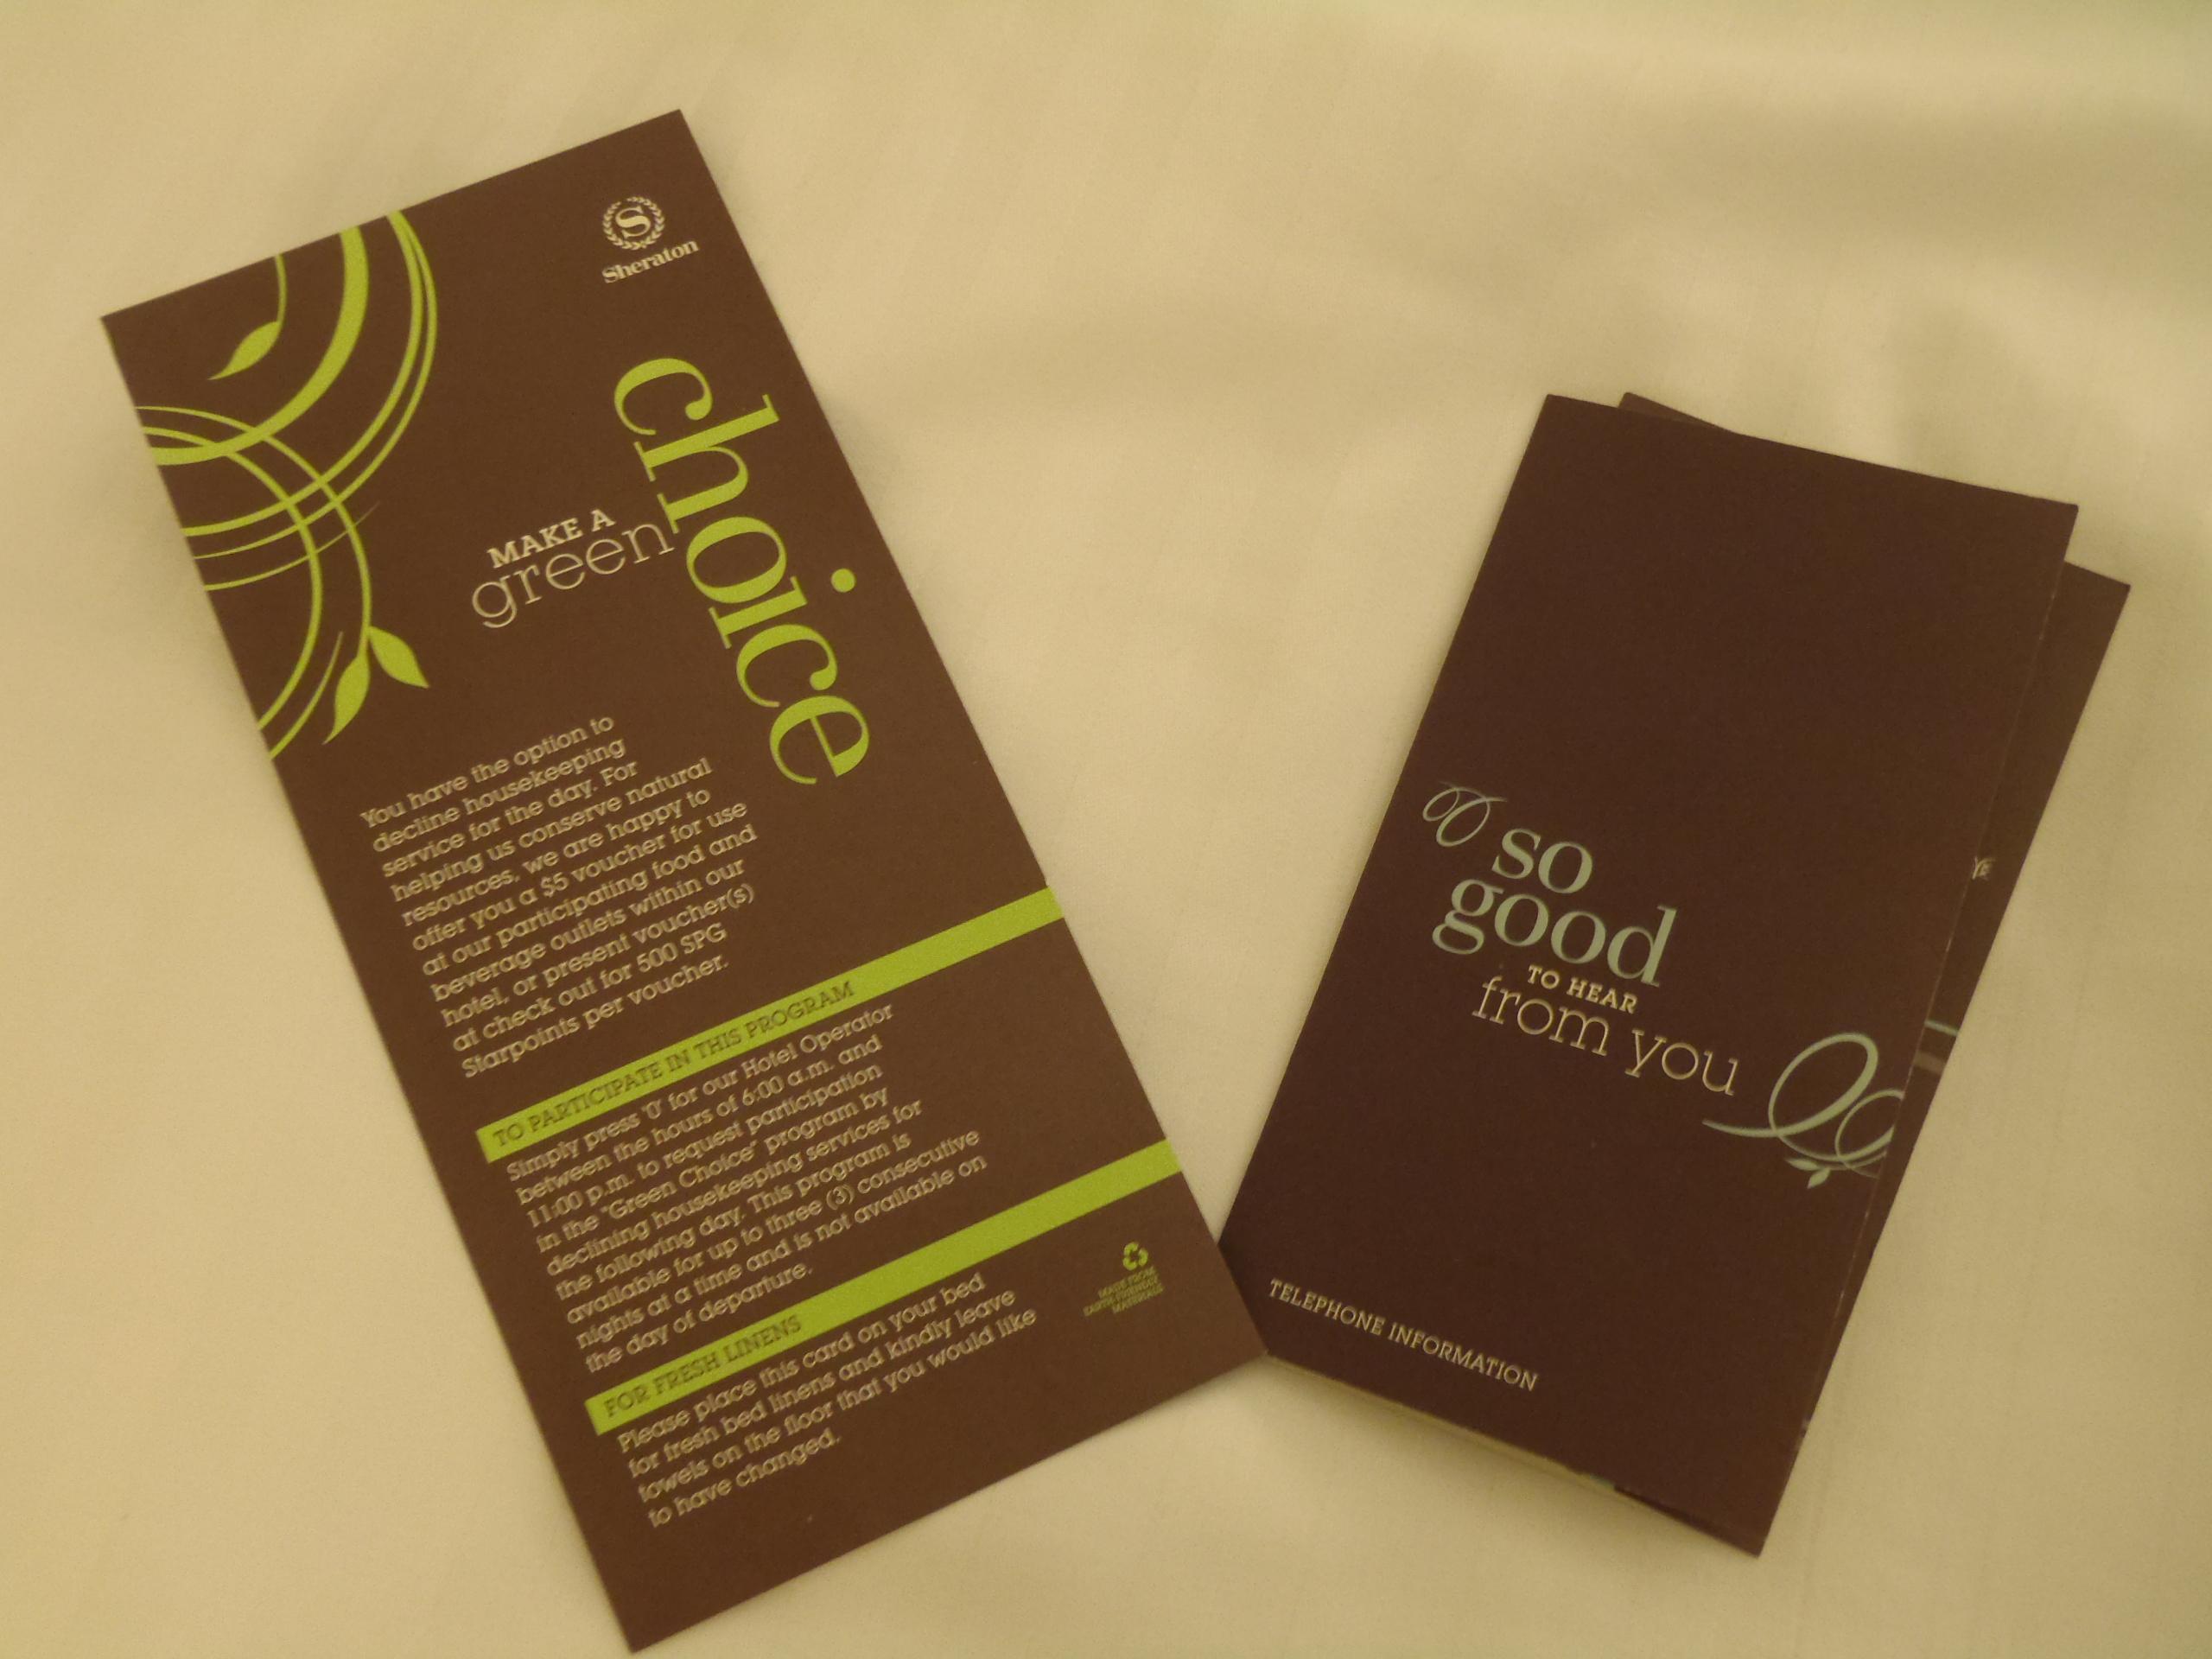 S
Sheraton
MAKE A
green
choice
You have the option to
decline housekeeping
service for the day. For
helping us conserve natural
resources, we are happy to
offer you a $5 voucher for use
at our participating food and
beverage outlets within our
hotel, or present voucher(s)
at check out for 500 SPG
Starpoints per voucher.
TO PARTICIPATE IN THIS PROGRAM
Simply press '0' for our Hotel Operator
between the hours of 6:00 a.m. and
11:00 p.m. to request participation
in the "Green Choice" program by
declining housekeeping services for
the following day. This program is
available for up to three (3) consecutive
nights at a time and is not available on
the day of departure.
FOR FRESH LINENS
Please place this card on your bed
for fresh bed linens and kindly leave
towels on the floor that you would like
to have changed.
MADE FROM
EARTH FRIENDLY
MATERIALS
so
good
TO HEAR
from you
TELEPHONE INFORMATION